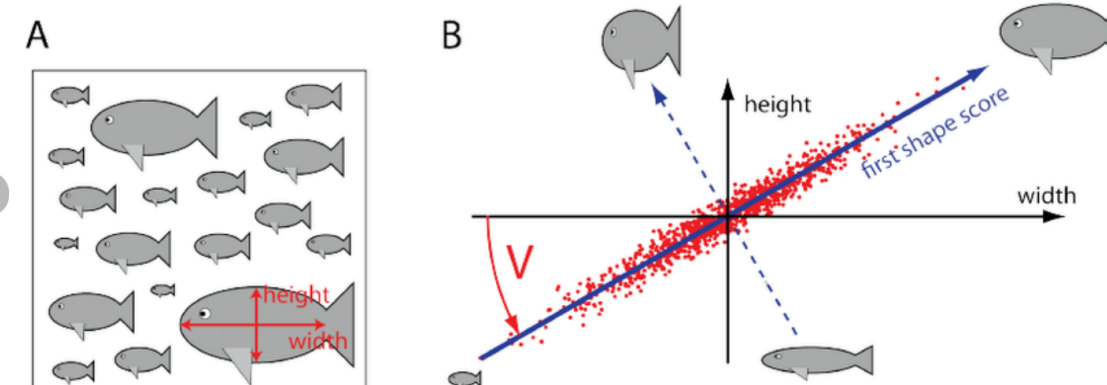 A
height
width
B
height
first shape score
width
V